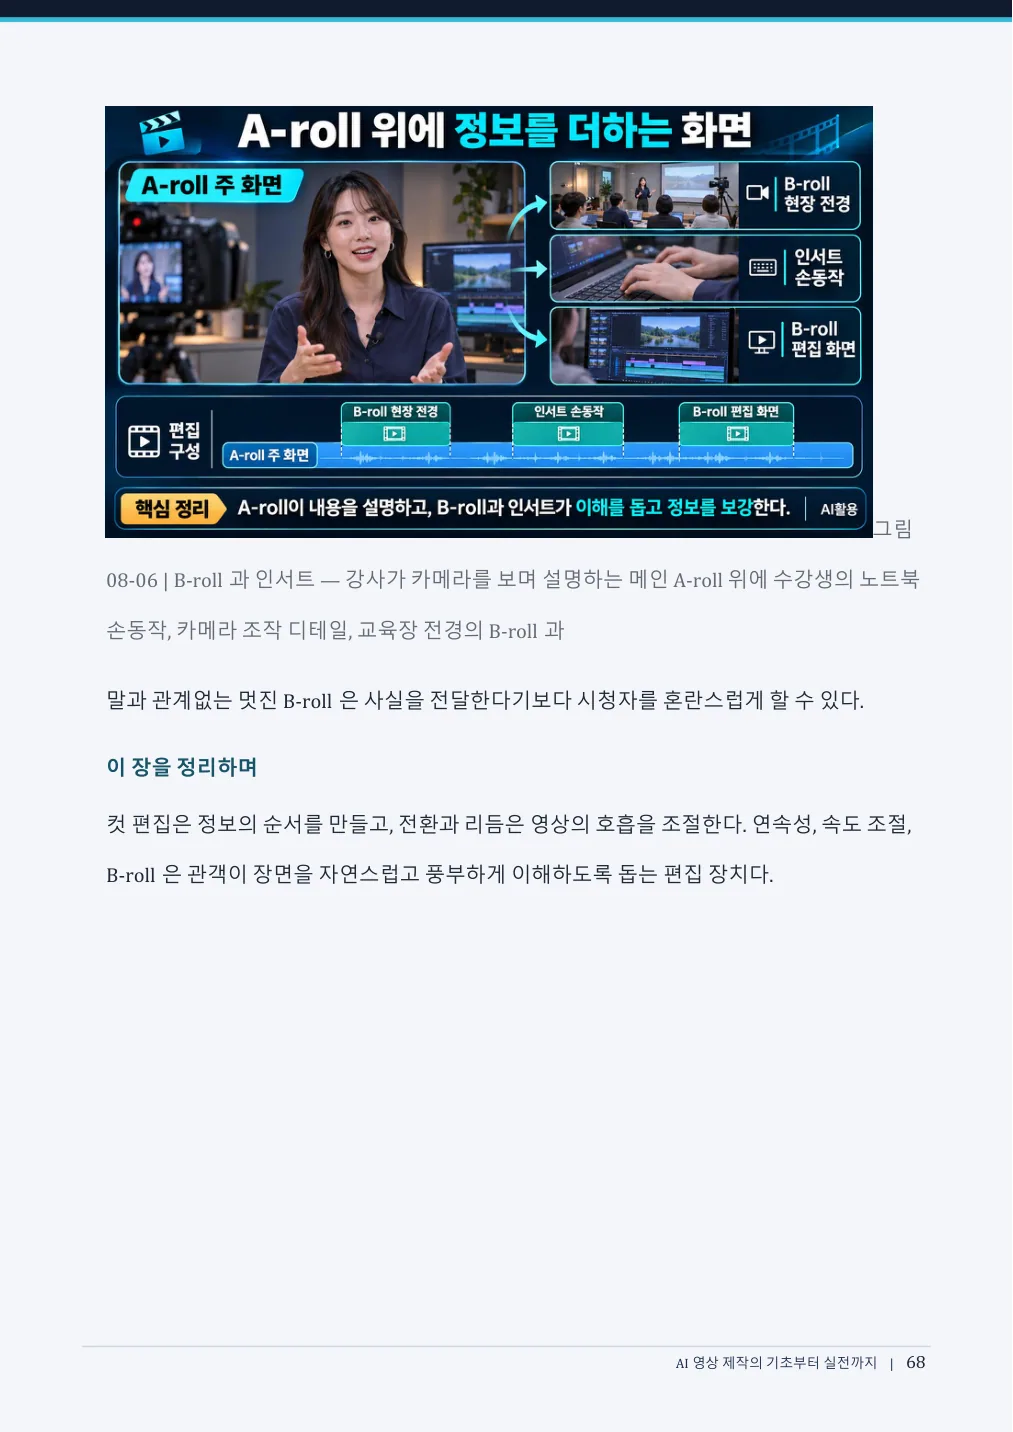 A-roll 위에 정보를 더하는 화면
A-roll 주 화면
B-roll
현장 전경
인서트
손동작
B-roll
편집 화면
편집
구성
B-roll 현장 전경
인서트 손동작
B-roll 편집 화면
A-roll 주 화면
핵심 정리
A-roll이 내용을 설명하고, B-roll과 인서트가 이해를 돕고 정보를 보강한다.
AI활용
그림
08-06 | B-roll 과 인서트 — 강사가 카메라를 보며 설명하는 메인 A-roll 위에 수강생의 노트북
손동작, 카메라 조작 디테일, 교육장 전경의 B-roll 과
말과 관계없는 멋진 B-roll 은 사실을 전달한다기보다 시청자를 혼란스럽게 할 수 있다.
이 장을 정리하며
컷 편집은 정보의 순서를 만들고, 전환과 리듬은 영상의 호흡을 조절한다. 연속성, 속도 조절,
B-roll 은 관객이 장면을 자연스럽고 풍부하게 이해하도록 돕는 편집 장치다.
AI 영상 제작의 기초부터 실전까지 | 68